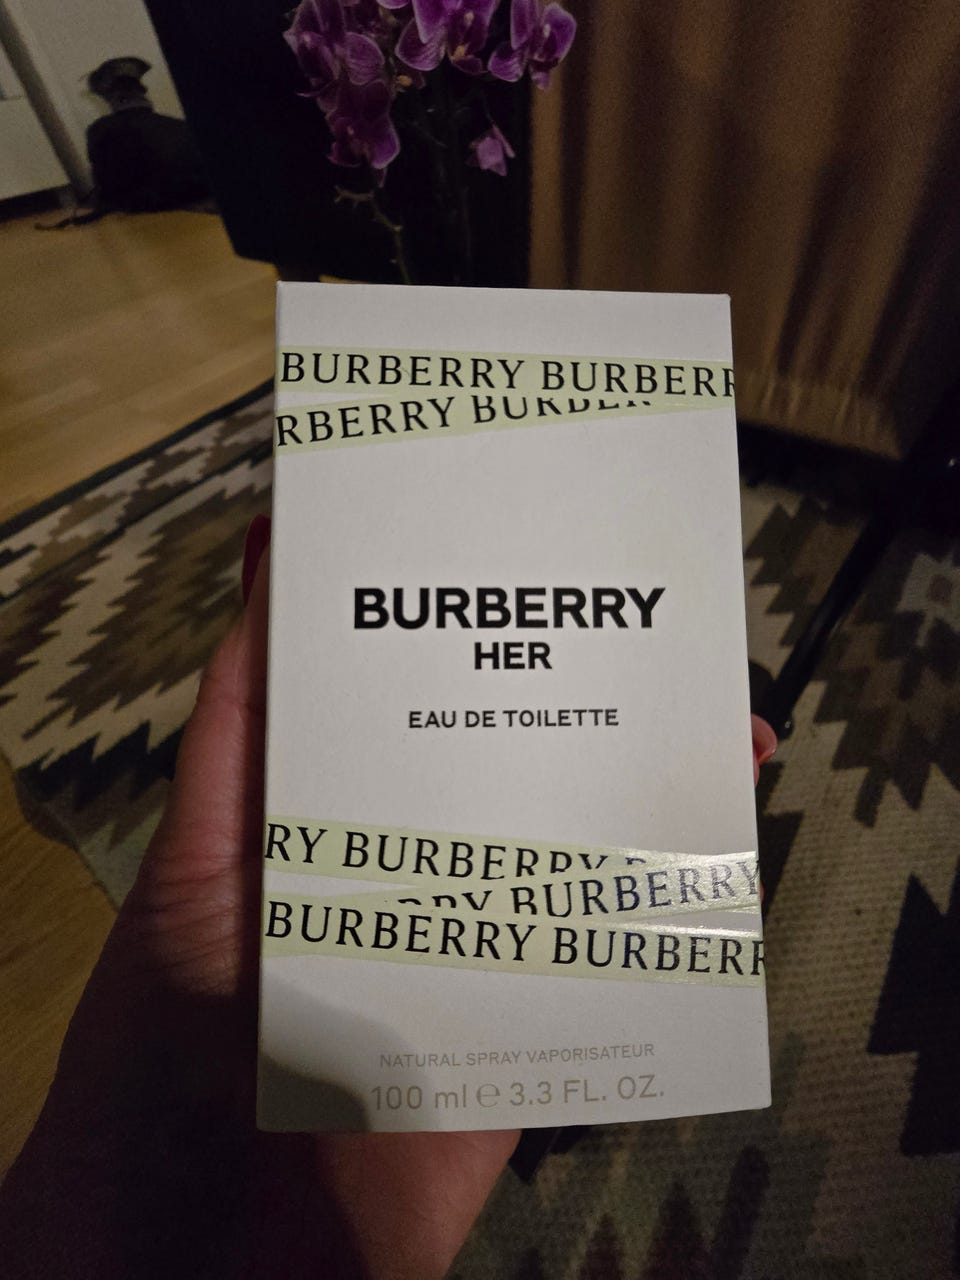 BURBERRY BURBERR
RBERRY BURBER
BURBERRY
HER
EAU DE TOILETTE
RY BURBERRY B
RRY BURBERRY
BURBERRY BURBERR
NATURAL SPRAY VAPORISATEUR
100 ml ℮ 3.3 FL. OZ.